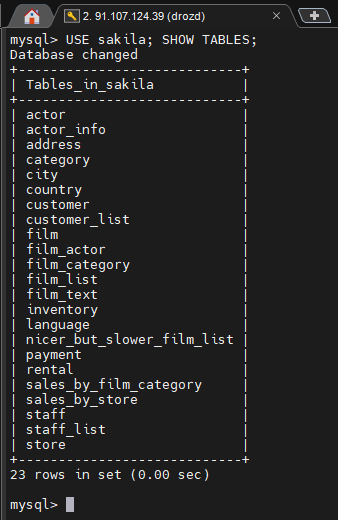 2. 91.107.124.39 (drozd)
mysql> USE sakila; SHOW TABLES;
Database changed
+----------------------------+
| Tables_in_sakila           |
+----------------------------+
| actor                      |
| actor_info                 |
| address                    |
| category                   |
| city                       |
| country                    |
| customer                   |
| customer_list              |
| film                       |
| film_actor                 |
| film_category              |
| film_list                  |
| film_text                  |
| inventory                  |
| language                   |
| nicer_but_slower_film_list |
| payment                    |
| rental                     |
| sales_by_film_category     |
| sales_by_store             |
| staff                      |
| staff_list                 |
| store                      |
+----------------------------+
23 rows in set (0.00 sec)
mysql>